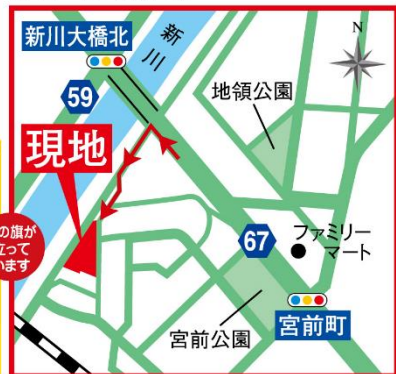 新川大橋北
新川
N
59
地領公園
現地
の旗が
立って
います
67
ファミリー
マート
宮前公園
宮前町